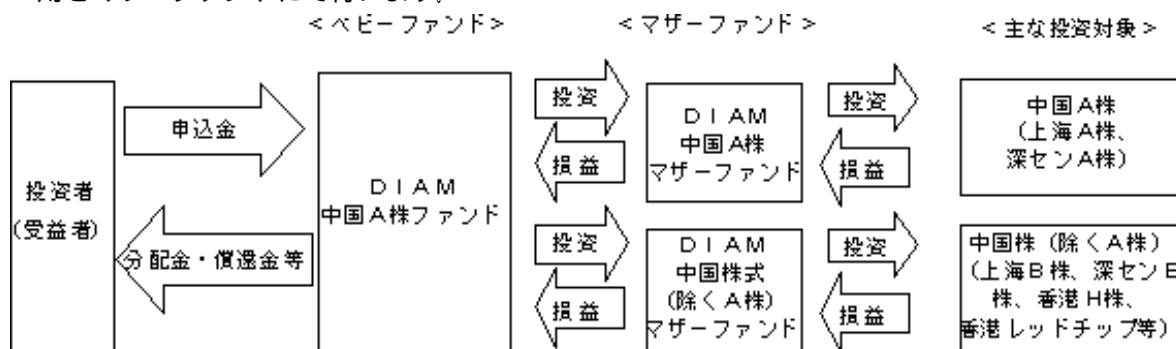 ＜ベビーファンド＞
＜マザーファンド＞
＜主な投資対象＞
投資者
（受益者）
申込金
分配金・償還金等
ＤＩＡＭ
中国Ａ株ファンド
投資
損益
投資
損益
ＤＩＡＭ
中国Ａ株
マザーファンド
ＤＩＡＭ
中国株式
（除くＡ株）
マザーファンド
投資
損益
投資
損益
中国Ａ株
（上海Ａ株、
深センＡ株）
中国株（除くＡ株）
（上海Ｂ株、深センＢ
株、香港Ｈ株、
香港レッドチップ等）